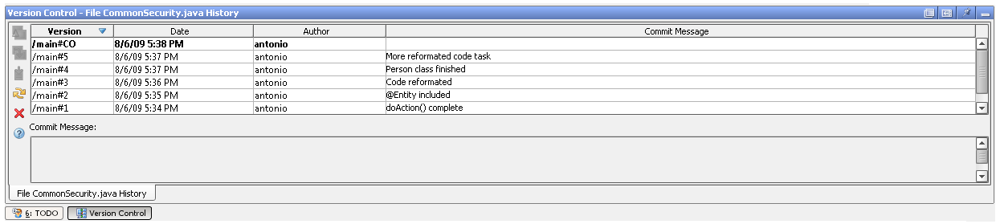 Version Control - File CommonSecurity.java History
Version Date Author Commit Message
/main#CO 8/6/09 5:38 PM antonio
/main#5 8/6/09 5:37 PM antonio More reformated code task
/main#4 8/6/09 5:37 PM antonio Person class finished
/main#3 8/6/09 5:36 PM antonio Code reformated
/main#2 8/6/09 5:35 PM antonio @Entity included
/main#1 8/6/09 5:34 PM antonio doAction() complete
Commit Message:
File CommonSecurity.java History
6: TODO Version Control